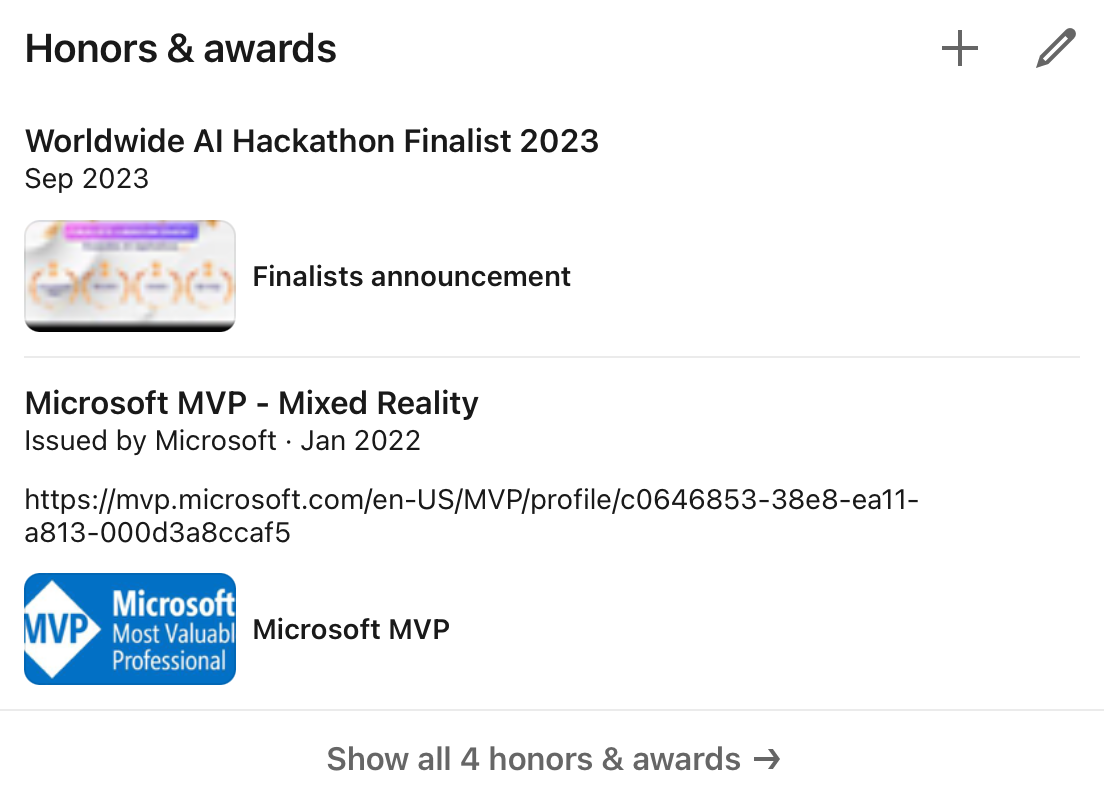 Honors & awards
Worldwide AI Hackathon Finalist 2023
Sep 2023
Finalists announcement
Microsoft MVP - Mixed Reality
Issued by Microsoft · Jan 2022
https://mvp.microsoft.com/en-US/MVP/profile/c0646853-38e8-ea11-
a813-000d3a8ccaf5
MVP
Microsoft
Most Valuabl
Professional
Microsoft MVP
Show all 4 honors & awards →